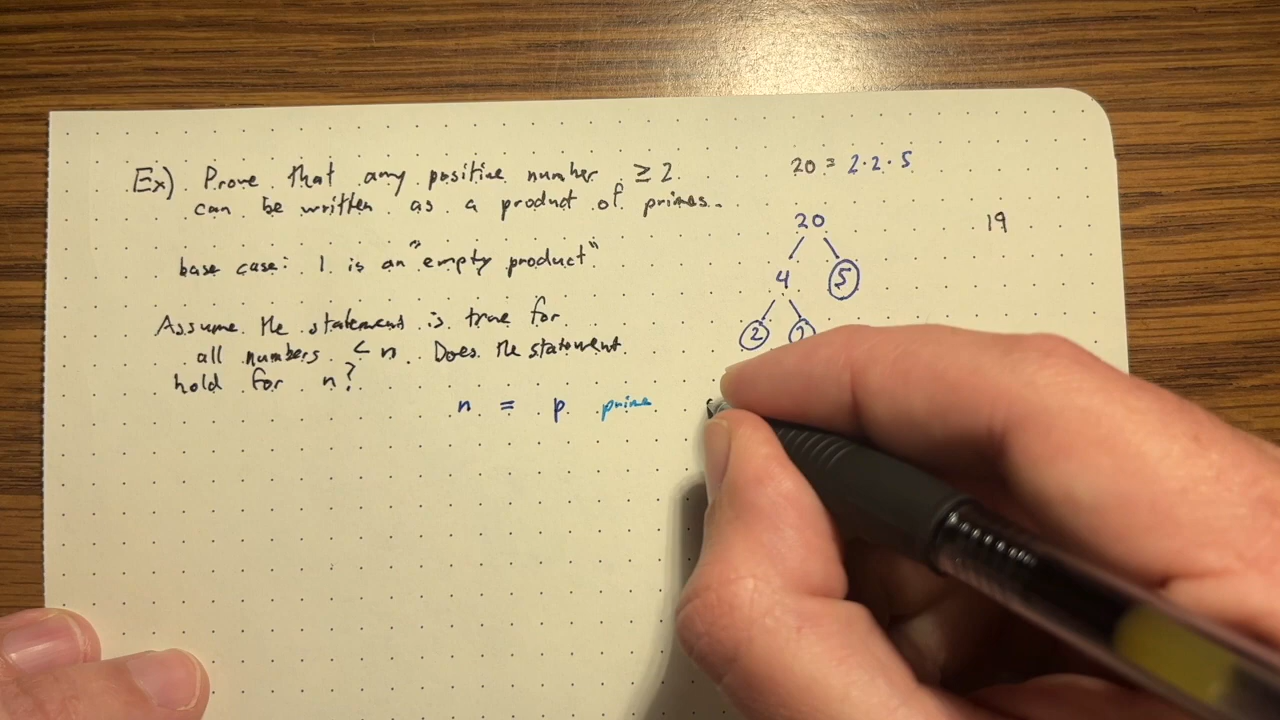 Ex) Prove that any positive number ≥ 2
can be written as a product of primes.
base case: 1 is an "empty product"
Assume the statement is true for
all numbers < n. Does the statement
hold for n?
n = p prime
20 = 2·2·5
20
4 5
2
19